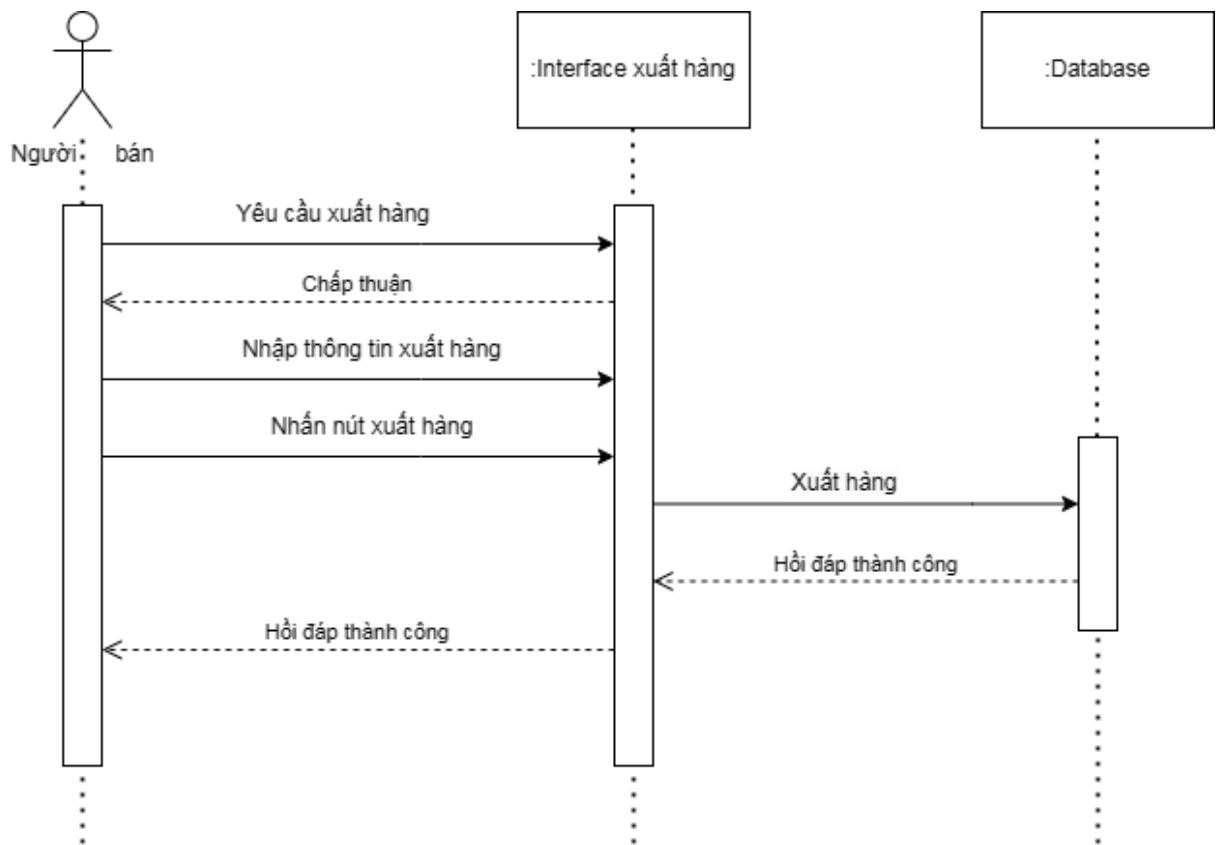 :Interface xuất hàng
:Database
Người bán
Yêu cầu xuất hàng
Chấp thuận
Nhập thông tin xuất hàng
Nhấn nút xuất hàng
Xuất hàng
Hồi đáp thành công
Hồi đáp thành công